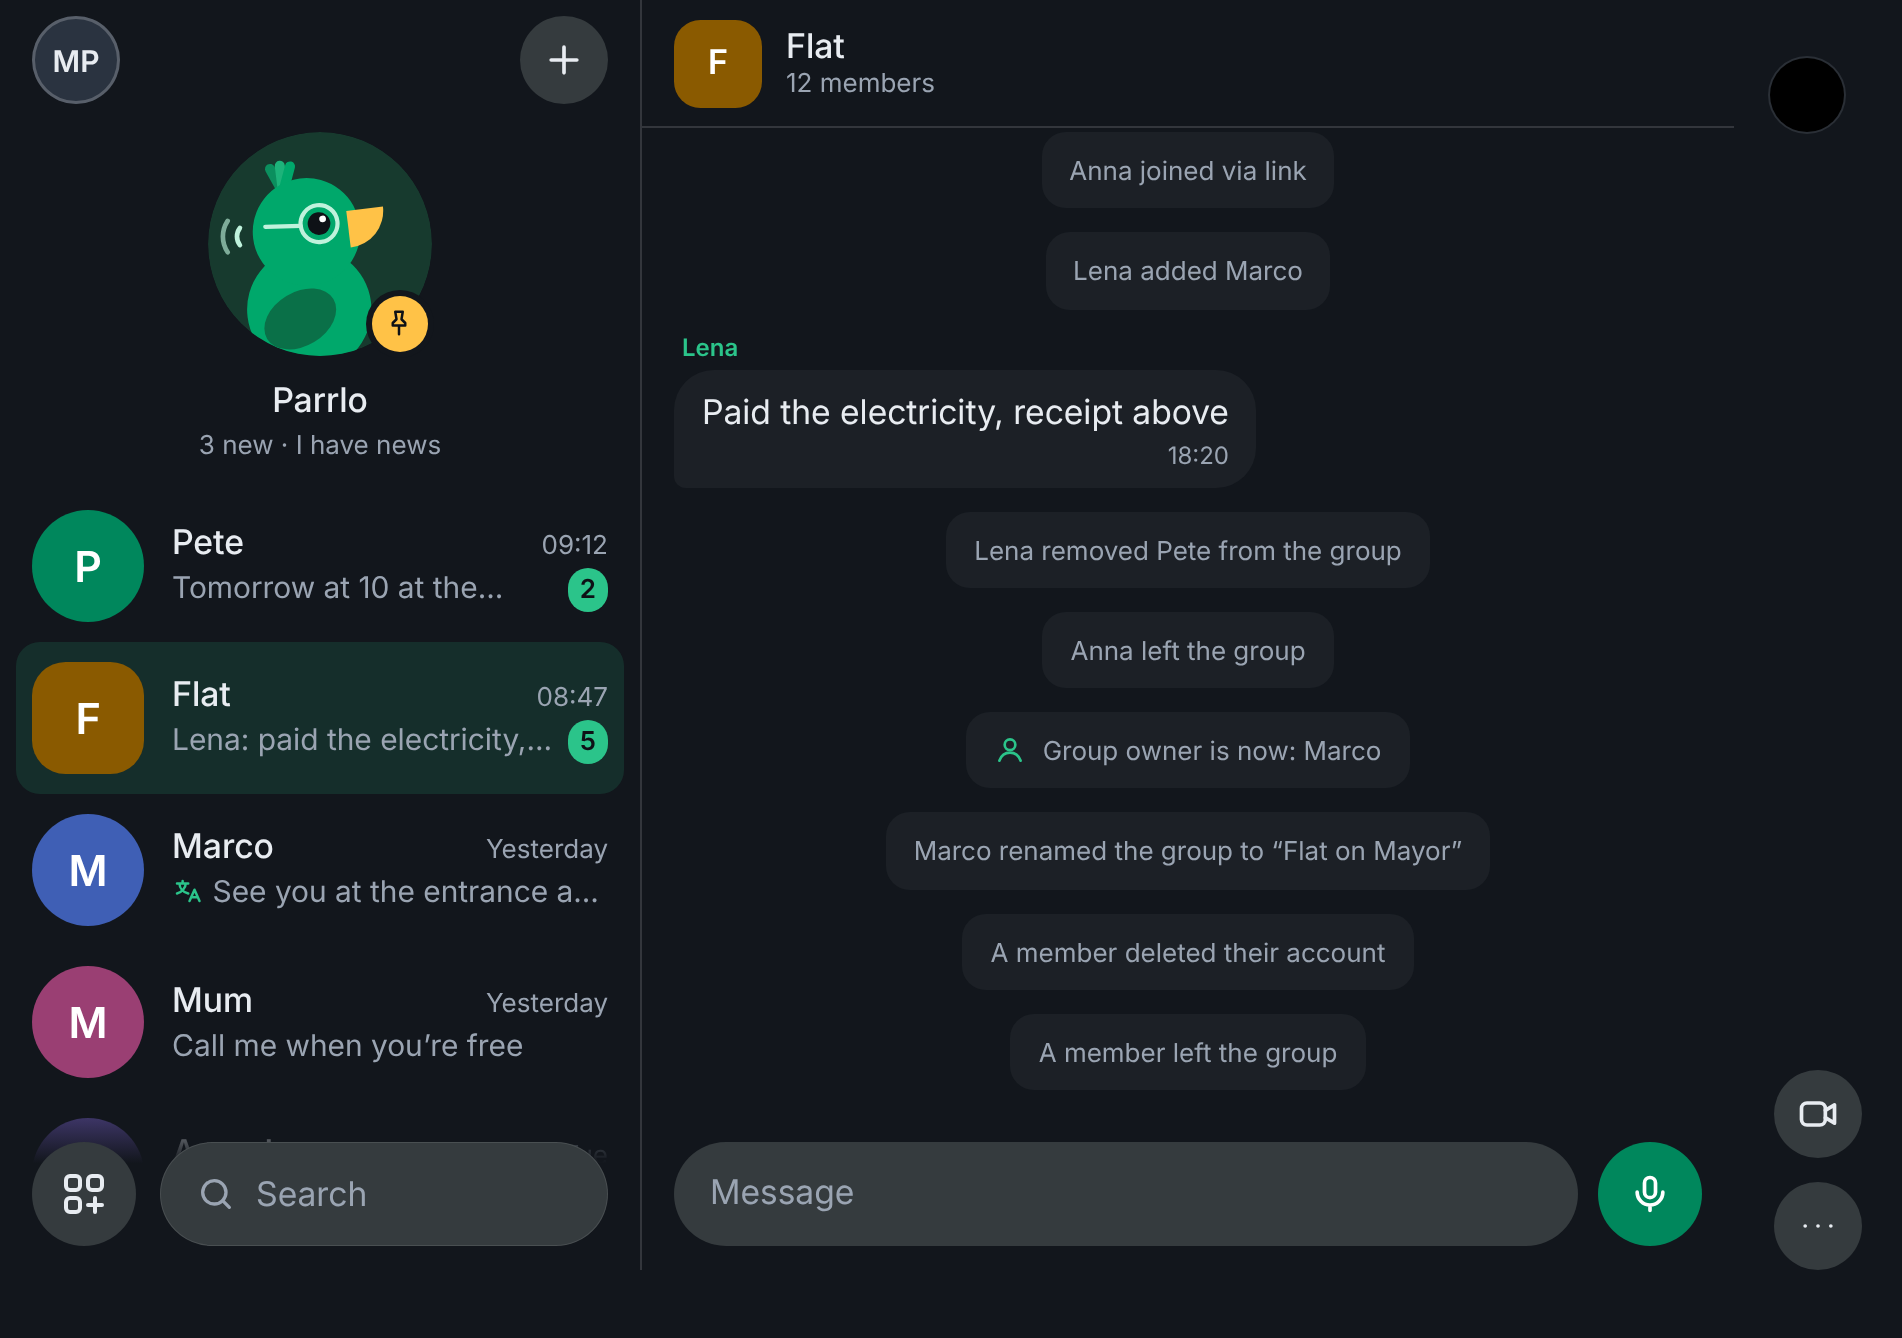 MP
Parrlo
3 new · I have news
P
Pete
09:12
Tomorrow at 10 at the...
2
F
Flat
08:47
Lena: paid the electricity,...
5
M
Marco
Yesterday
See you at the entrance a...
M
Mum
Yesterday
Call me when you’re free
Search
F
Flat
12 members
Anna joined via link
Lena added Marco
Lena
Paid the electricity, receipt above
18:20
Lena removed Pete from the group
Anna left the group
Group owner is now: Marco
Marco renamed the group to “Flat on Mayor”
A member deleted their account
A member left the group
Message